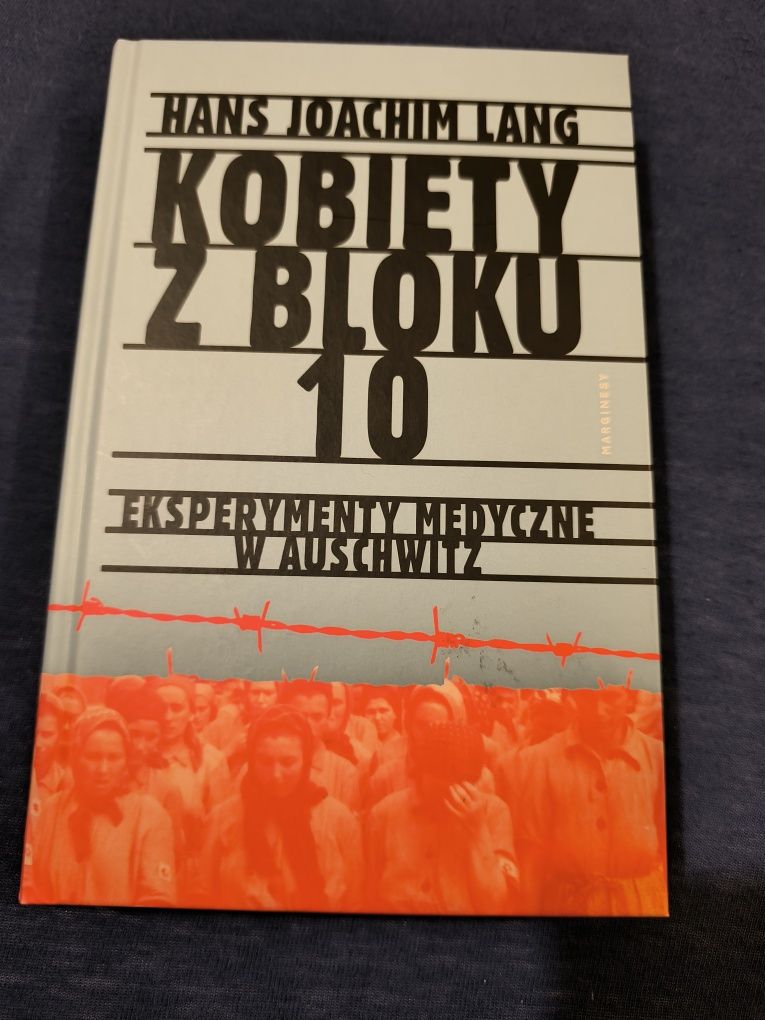 HANS JOACHIM LANG
KOBIETY
Z BLOKU
10
MARGINESY
EKSPERYMENTY MEDYCZNE
W AUSCHWITZ